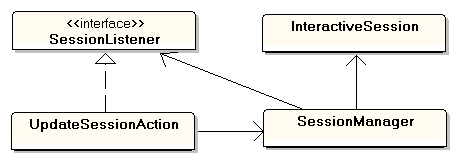 <<interface>>
SessionListener
InteractiveSession
UpdateSessionAction
SessionManager